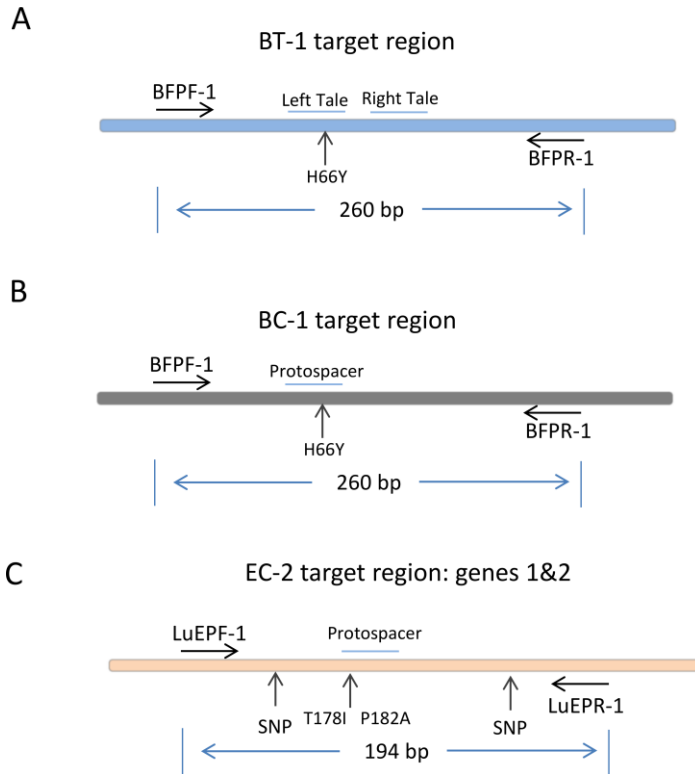 A
BT-1 target region
BFPF-1
Left Tale
Right Tale
BFPR-1
H66Y
260 bp
B
BC-1 target region
BFPF-1
Protospacer
BFPR-1
H66Y
260 bp
C
EC-2 target region: genes 1&2
LuEPF-1
Protospacer
LuEPR-1
SNP
T178I
P182A
SNP
194 bp